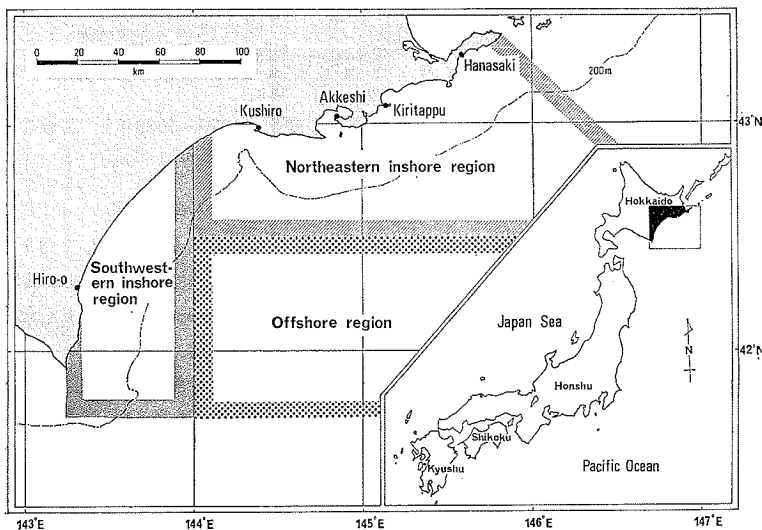 0 20 40 60 80 100
km
Hanasaki
200m
Akkeshi
Kiritappu
Kushiro
43°N
Northeastern inshore region
Hokkaido
Hiro-o
Southwest-
ern inshore
region
Offshore region
Japan Sea
N
42°N
Honshu
Shikoku
Kyushu
Pacific Ocean
143°E 144°E 145°E 146°E 147°E